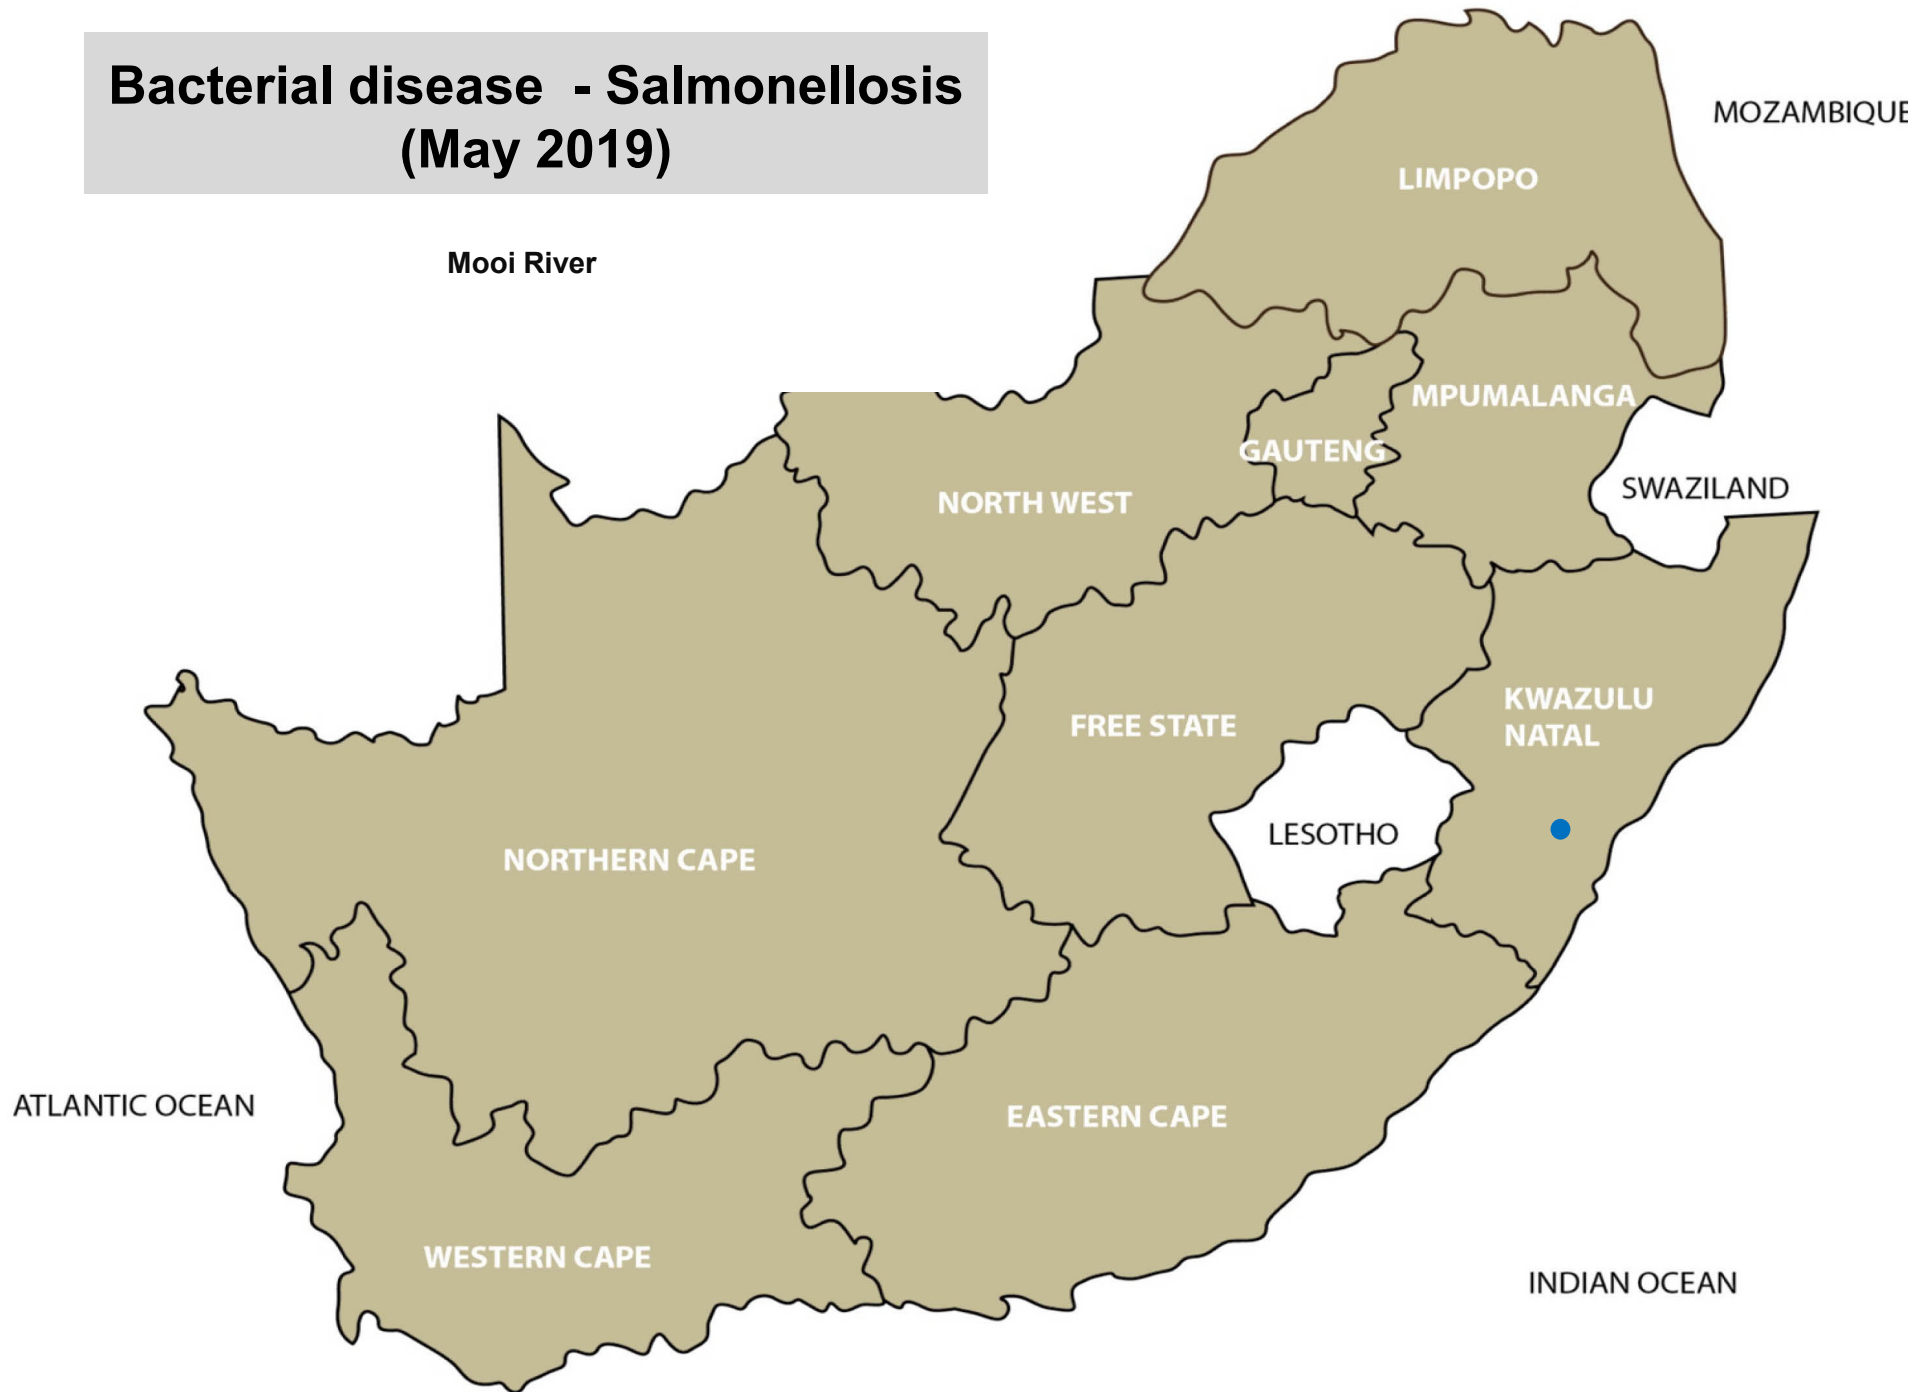 Bacterial disease - Salmonellosis
(May 2019)
MOZAMBIQUE
LIMPOPO
Mooi River
MPUMALANGA
GAUTENG
SWAZILAND
NORTH WEST
KWAZULU
NATAL
FREE STATE
LESOTHO
NORTHERN CAPE
ATLANTIC OCEAN
EASTERN CAPE
WESTERN CAPE
INDIAN OCEAN